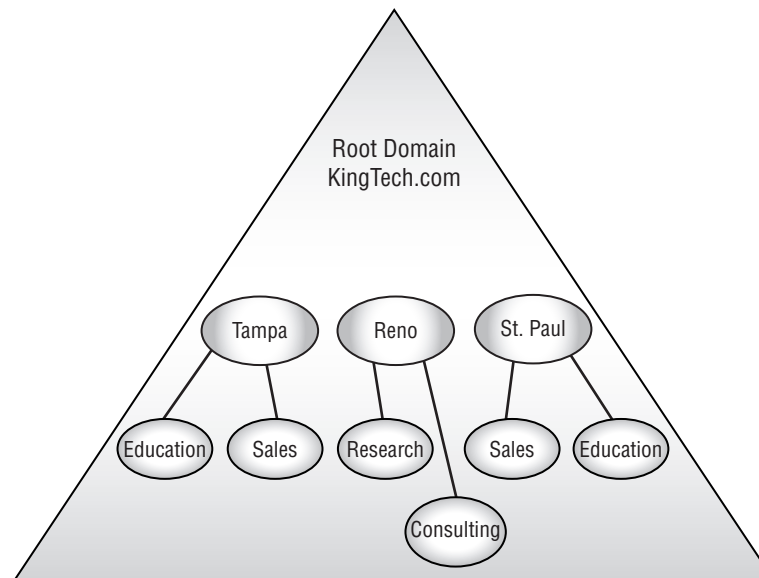 Root Domain
KingTech.com
Tampa
Reno
St. Paul
Education
Sales
Research
Sales
Education
Consulting